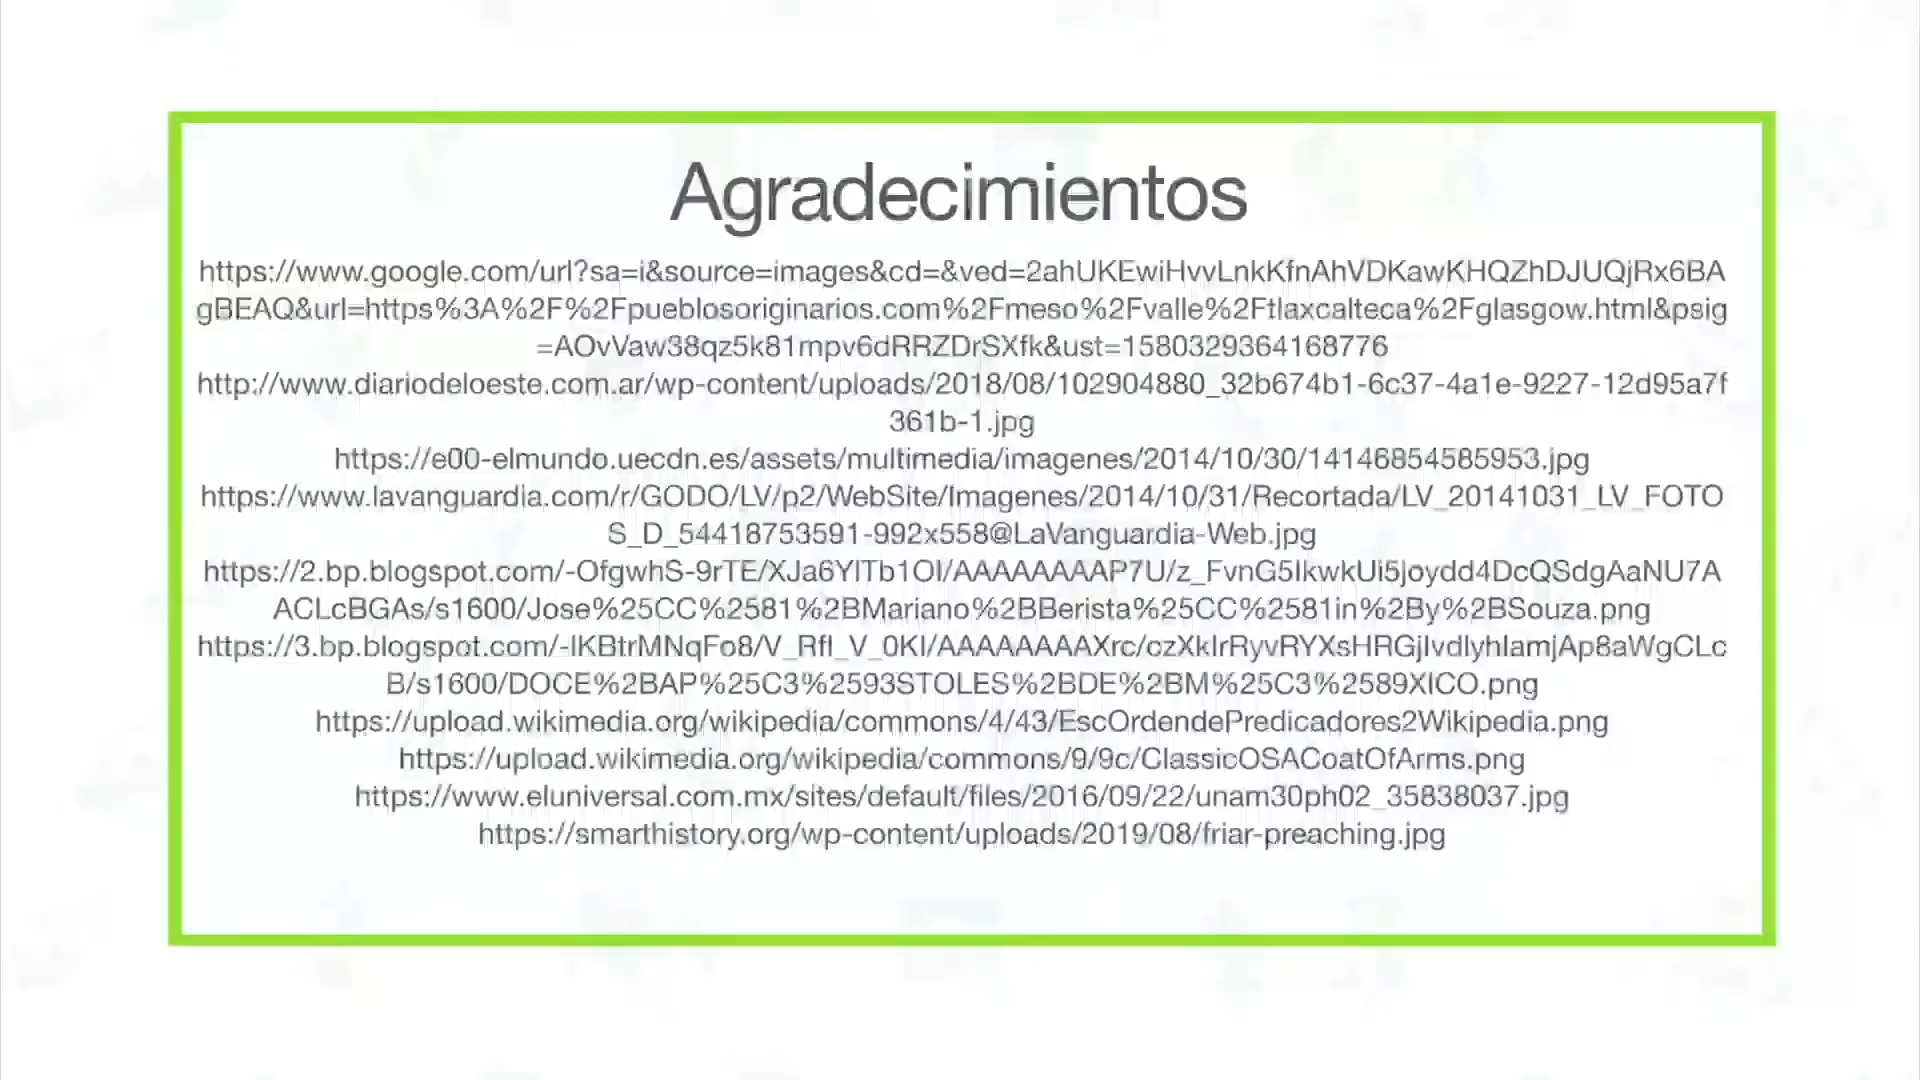 Agradecimientos
https://www.google.com/url?sa=i&source=images&cd=&ved=2ahUKEwiHvvLnkKfnAhVDKawKHQZhDJUQjRx6BA
gBEAQ&url=https%3A%2F%2Fpueblosoriginarios.com%2Fmeso%2Fvalle%2Ftlaxcalteca%2Fglasgow.html&psig
=AOvVaw38qz5k81mpv6dRRZDrSXfk&ust=1580329364168776
http://www.diariodeloeste.com.ar/wp-content/uploads/2018/08/102904880_32b674b1-6c37-4a1e-9227-12d95a7f
361b-1.jpg
https://e00-elmundo.uecdn.es/assets/multimedia/imagenes/2014/10/30/14146854585953.jpg
https://www.lavanguardia.com/r/GODO/LV/p2/WebSite/Imagenes/2014/10/31/Recortada/LV_20141031_LV_FOTO
S_D_54418753591-992x558@LaVanguardia-Web.jpg
https://2.bp.blogspot.com/-OfgwhS-9rTE/XJa6YITb1OI/AAAAAAAAP7U/z_FvnG5IkwkUi5joydd4DcQSdgAaNU7A
ACLcBGAs/s1600/Jose%25CC%2581%2BMariano%2BBerista%25CC%2581in%2By%2BSouza.png
https://3.bp.blogspot.com/-IKBtrMNqFo8/V_RfI_V_0KI/AAAAAAAAXrc/czXkIrRyvRYXsHRGjIvdlyhIamjAp8aWgCLc
B/s1600/DOCE%2BAP%25C3%2593STOLES%2BDE%2BM%25C3%2589XICO.png
https://upload.wikimedia.org/wikipedia/commons/4/43/EscOrdendePredicadores2Wikipedia.png
https://upload.wikimedia.org/wikipedia/commons/9/9c/ClassicOSACoatOfArms.png
https://www.eluniversal.com.mx/sites/default/files/2016/09/22/unam30ph02_35838037.jpg
https://smarthistory.org/wp-content/uploads/2019/08/friar-preaching.jpg